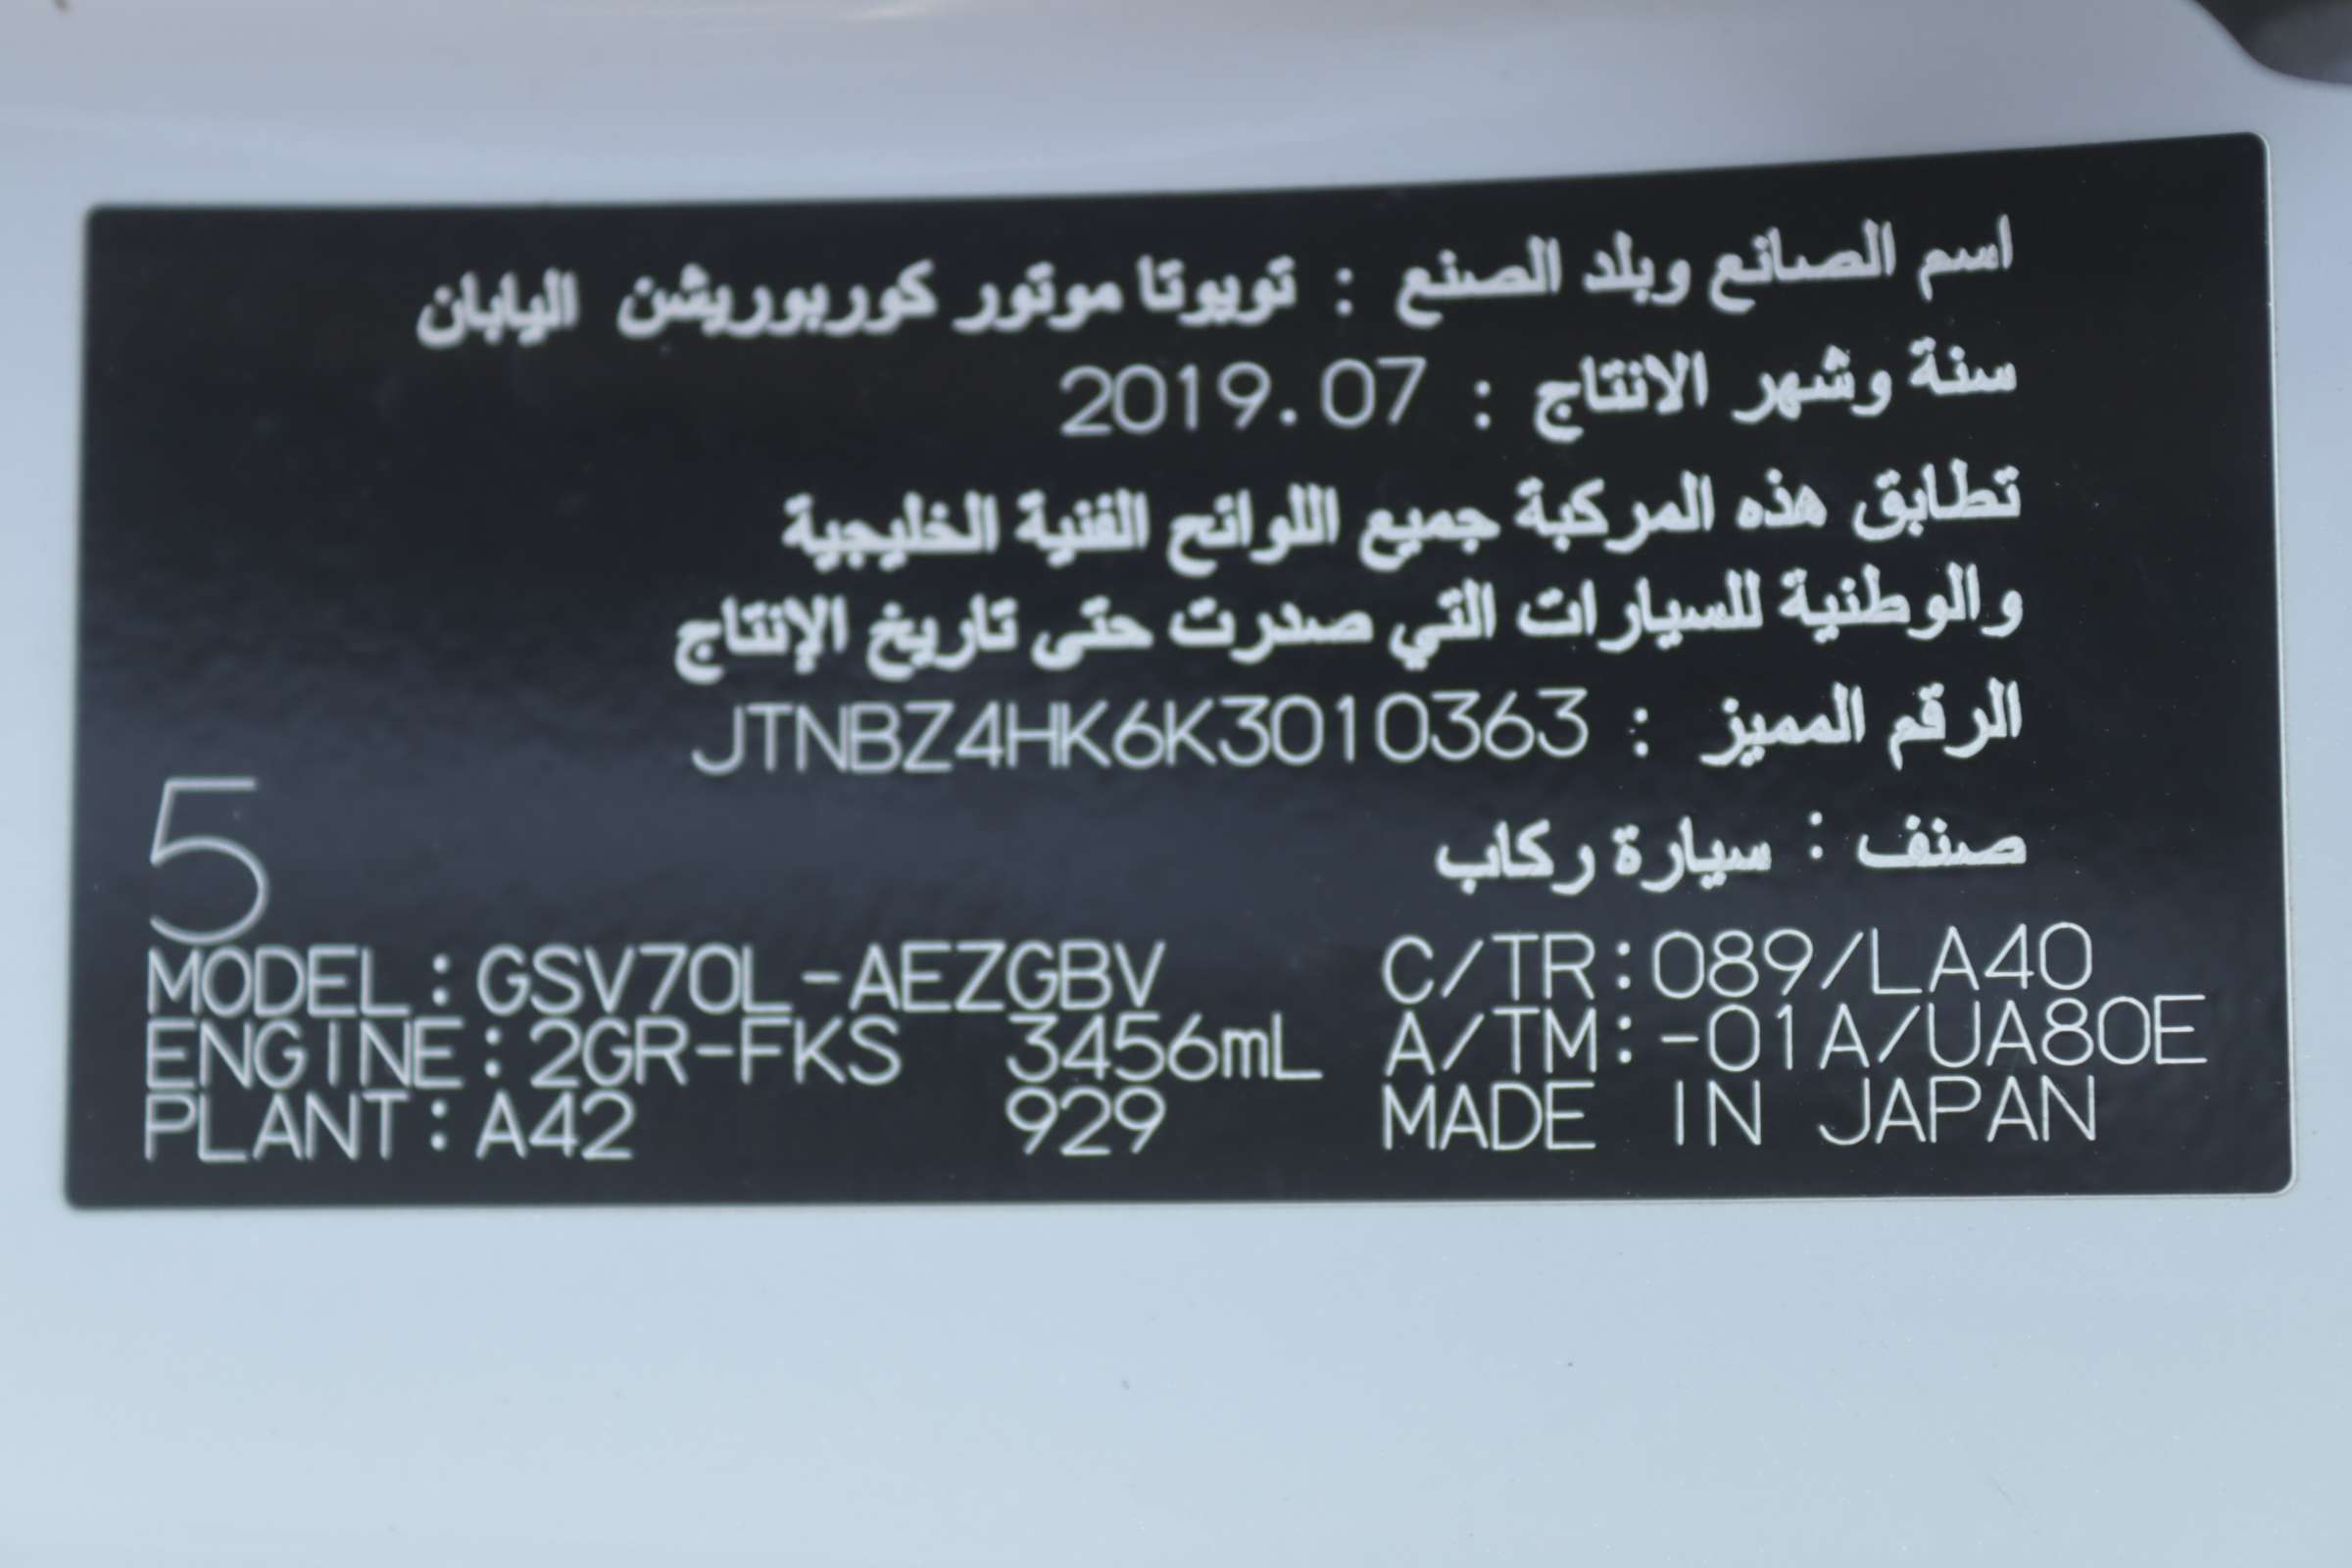 اسم الصانع وبلد الصنع : تويوتا موتور كوربوريشن اليابان
سنة وشهر الانتاج : 2019.07
تطابق هذه المركبة جميع اللوائح الفنية الخليجية
والوطنية للسيارات التي صدرت حتى تاريخ الإنتاج
الرقم المميز : JTNBZ4HK6K3010363
صنف : سيارة ركاب
5
MODEL:GSV70L-AEZGBV C/TR:089/LA40
ENGINE:2GR-FKS 3456mL A/TM:-01A/UA80E
PLANT:A42 929 MADE IN JAPAN